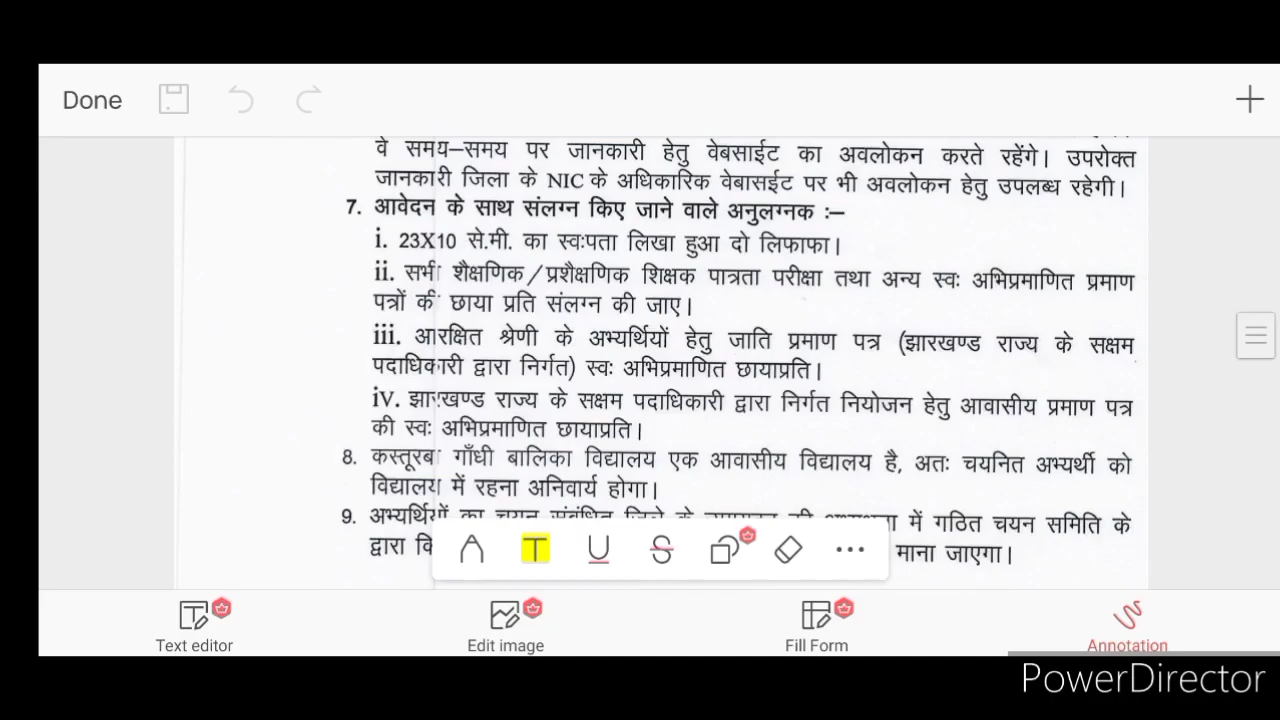 Done
वे समय–समय पर जानकारी हेतु वेबसाईट का अवलोकन करते रहेंगे। उपरोक्त
जानकारी जिला के NIC के अधिकारिक वेबासईट पर भी अवलोकन हेतु उपलब्ध रहेगी।
7. आवेदन के साथ संलग्न किए जाने वाले अनुलग्नक :–
i. 23X10 से.मी. का स्वःपता लिखा हुआ दो लिफाफा।
ii. सभी शैक्षणिक/प्रशैक्षणिक शिक्षक पात्रता परीक्षा तथा अन्य स्वः अभिप्रमाणित प्रमाण
पत्रों की छाया प्रति संलग्न की जाए।
iii. आरक्षित श्रेणी के अभ्यर्थियों हेतु जाति प्रमाण पत्र (झारखण्ड राज्य के सक्षम
पदाधिकारी द्वारा निर्गत) स्वः अभिप्रमाणित छायाप्रति।
iv. झारखण्ड राज्य के सक्षम पदाधिकारी द्वारा निर्गत नियोजन हेतु आवासीय प्रमाण पत्र
की स्वः अभिप्रमाणित छायाप्रति।
8. कस्तूरबा गाँधी बालिका विद्यालय एक आवासीय विद्यालय है, अतः चयनित अभ्यर्थी को
विद्यालय में रहना अनिवार्य होगा।
9. अभ्यर्थियों का चयन संबंधित जिले के में गठित चयन समिति के
द्वारा माना जाएगा।
Text editor
Edit image
Fill Form
Annotation
PowerDirector